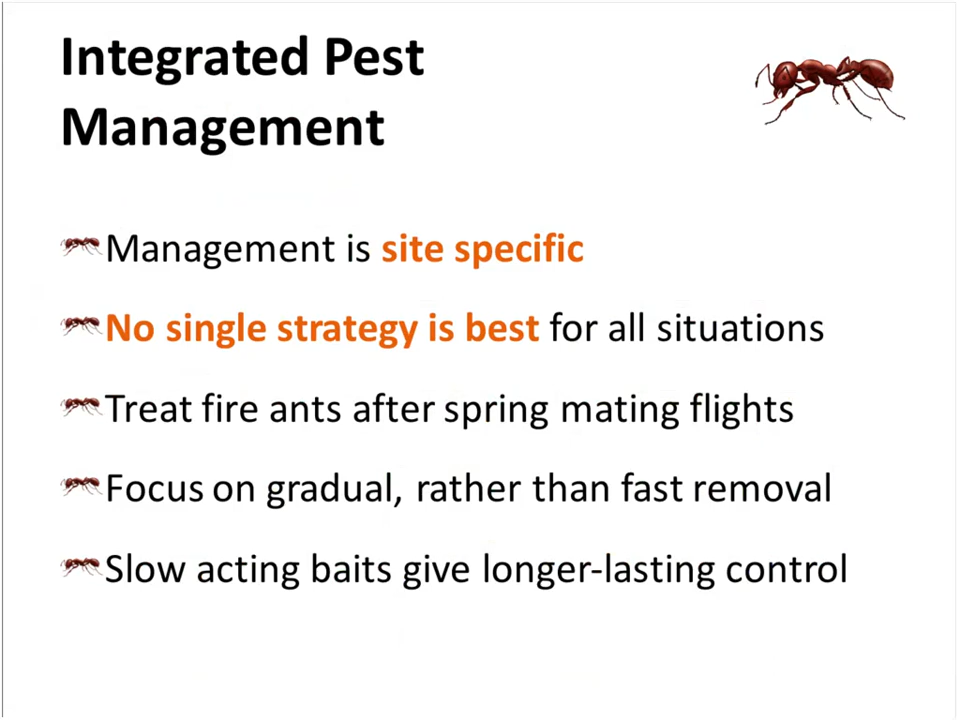 Integrated Pest
Management
Management is site specific
No single strategy is best for all situations
Treat fire ants after spring mating flights
Focus on gradual, rather than fast removal
Slow acting baits give longer-lasting control